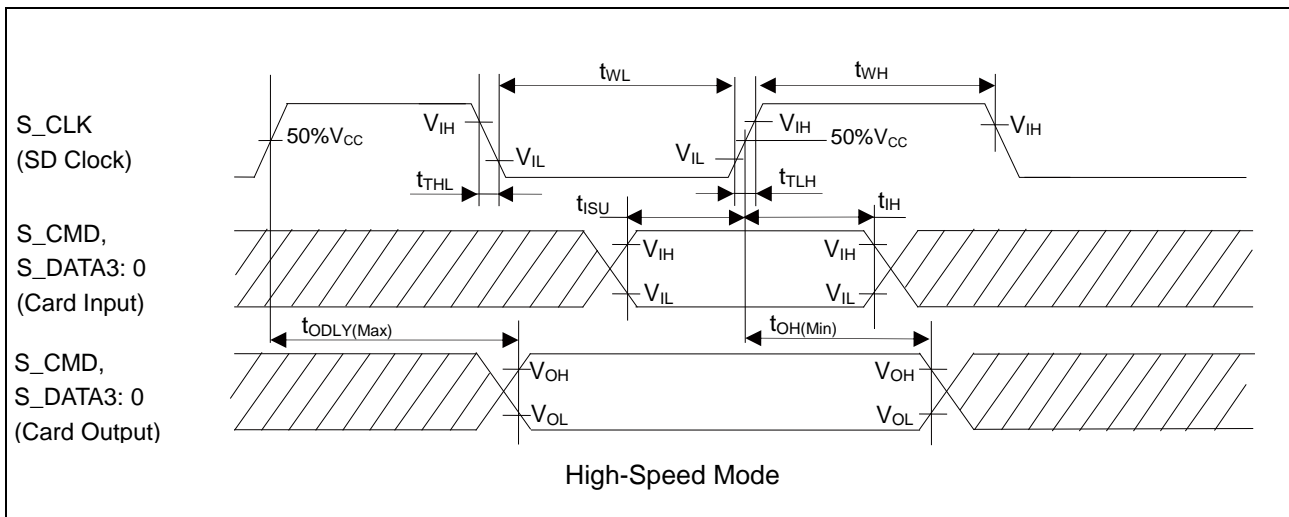 tWL
tWH
S_CLK
(SD Clock)
50%VCC
VIH
VIL
VIL
VIH
50%VCC
VIH
tTHL
tTLH
tISU
tIH
S_CMD,
S_DATA3: 0
(Card Input)
VIH
VIL
VIH
VIL
tODLY(Max)
tOH(Min)
S_CMD,
S_DATA3: 0
(Card Output)
VOH
VOL
VOH
VOL
High-Speed Mode